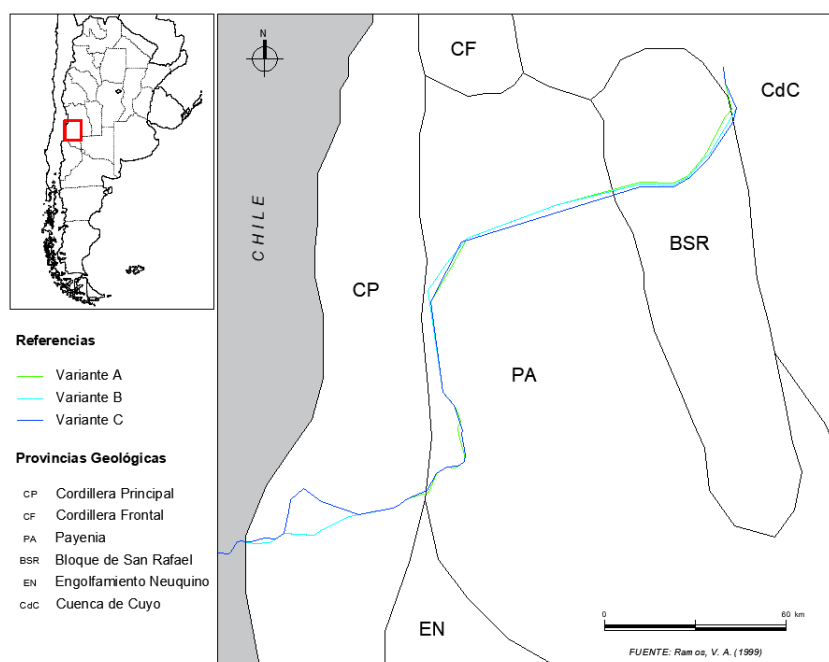 Referencias
Variante A
Variante B
Variante C
Provincias Geológicas
CP Cordillera Principal
CF Cordillera Frontal
PA Payenia
BSR Bloque de San Rafael
EN Engolfamiento Neuquino
CdC Cuenca de Cuyo
N
CHILE
CF
CdC
BSR
CP
PA
EN
0 60 km
FUENTE: Ramos, V. A. (1999)